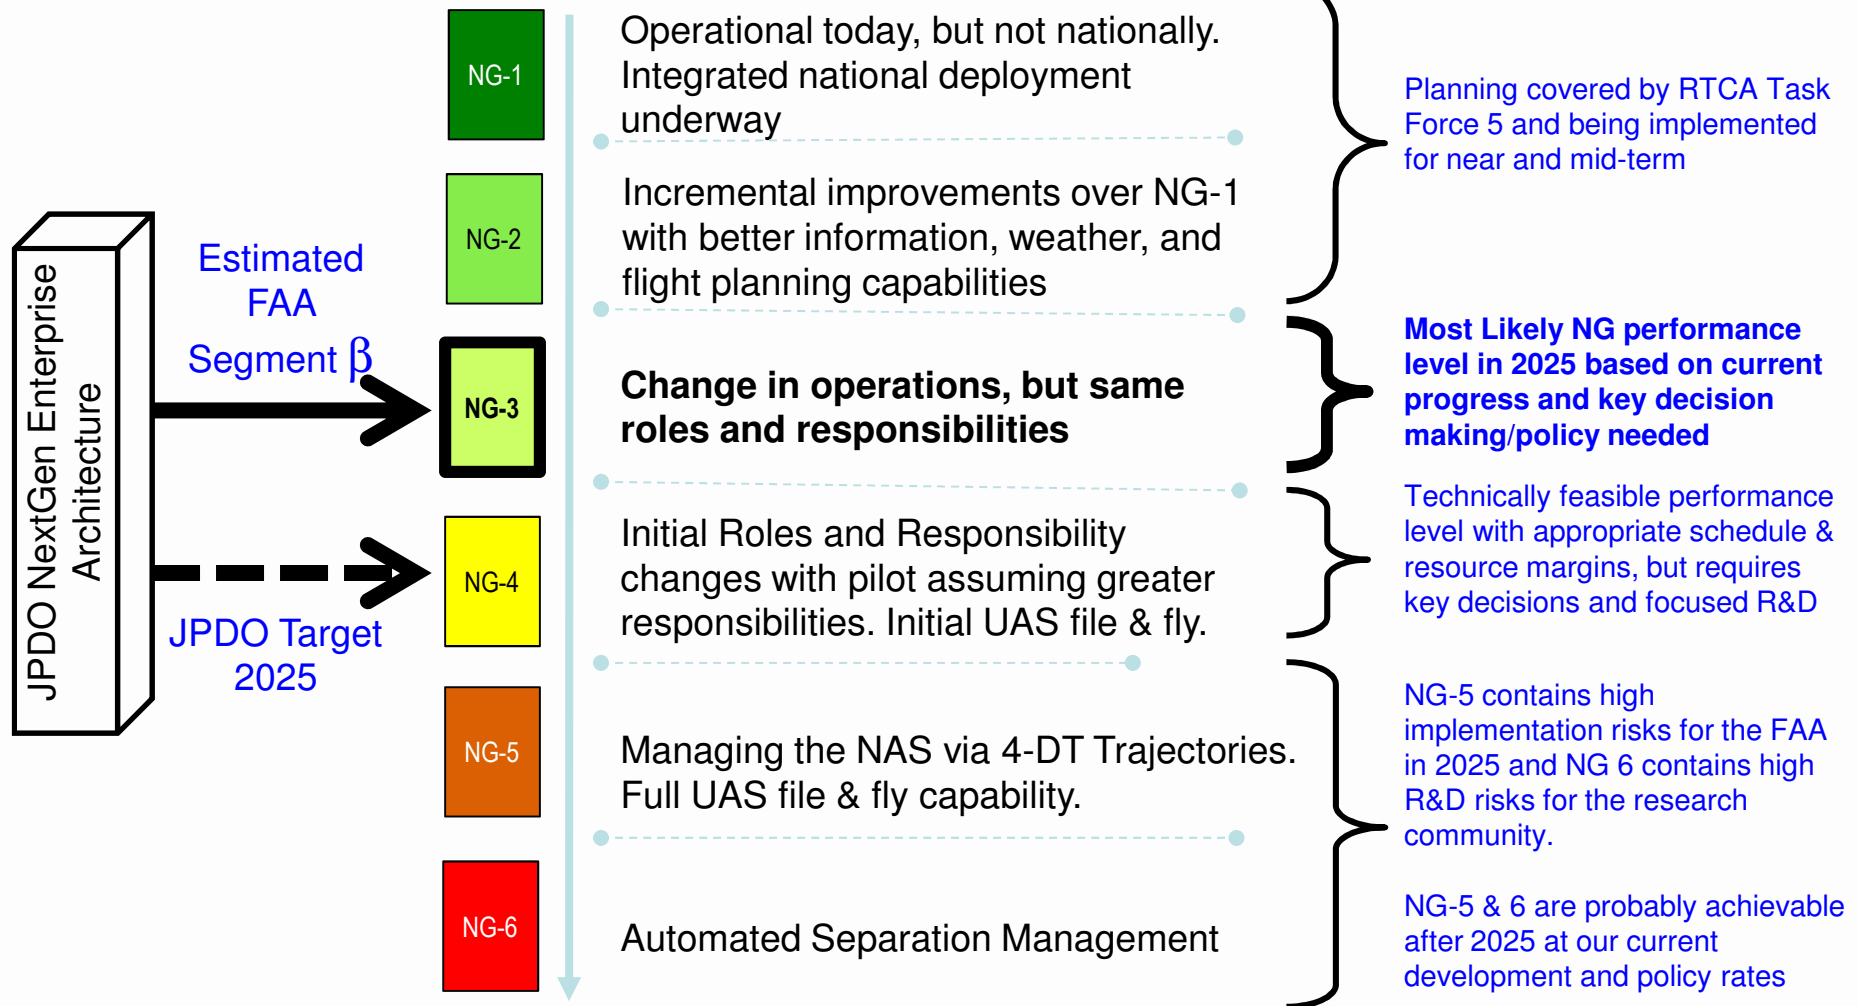 JPDO NextGen Enterprise
Architecture
Estimated
FAA
Segment β
JPDO Target
2025
NG-1
Operational today, but not nationally.
Integrated national deployment
underway
NG-2
Incremental improvements over NG-1
with better information, weather, and
flight planning capabilities
NG-3
Change in operations, but same
roles and responsibilities
NG-4
Initial Roles and Responsibility
changes with pilot assuming greater
responsibilities. Initial UAS file & fly.
NG-5
Managing the NAS via 4-DT Trajectories.
Full UAS file & fly capability.
NG-6
Automated Separation Management
Planning covered by RTCA Task
Force 5 and being implemented
for near and mid-term
Most Likely NG performance
level in 2025 based on current
progress and key decision
making/policy needed
Technically feasible performance
level with appropriate schedule &
resource margins, but requires
key decisions and focused R&D
NG-5 contains high
implementation risks for the FAA
in 2025 and NG 6 contains high
R&D risks for the research
community.
NG-5 & 6 are probably achievable
after 2025 at our current
development and policy rates